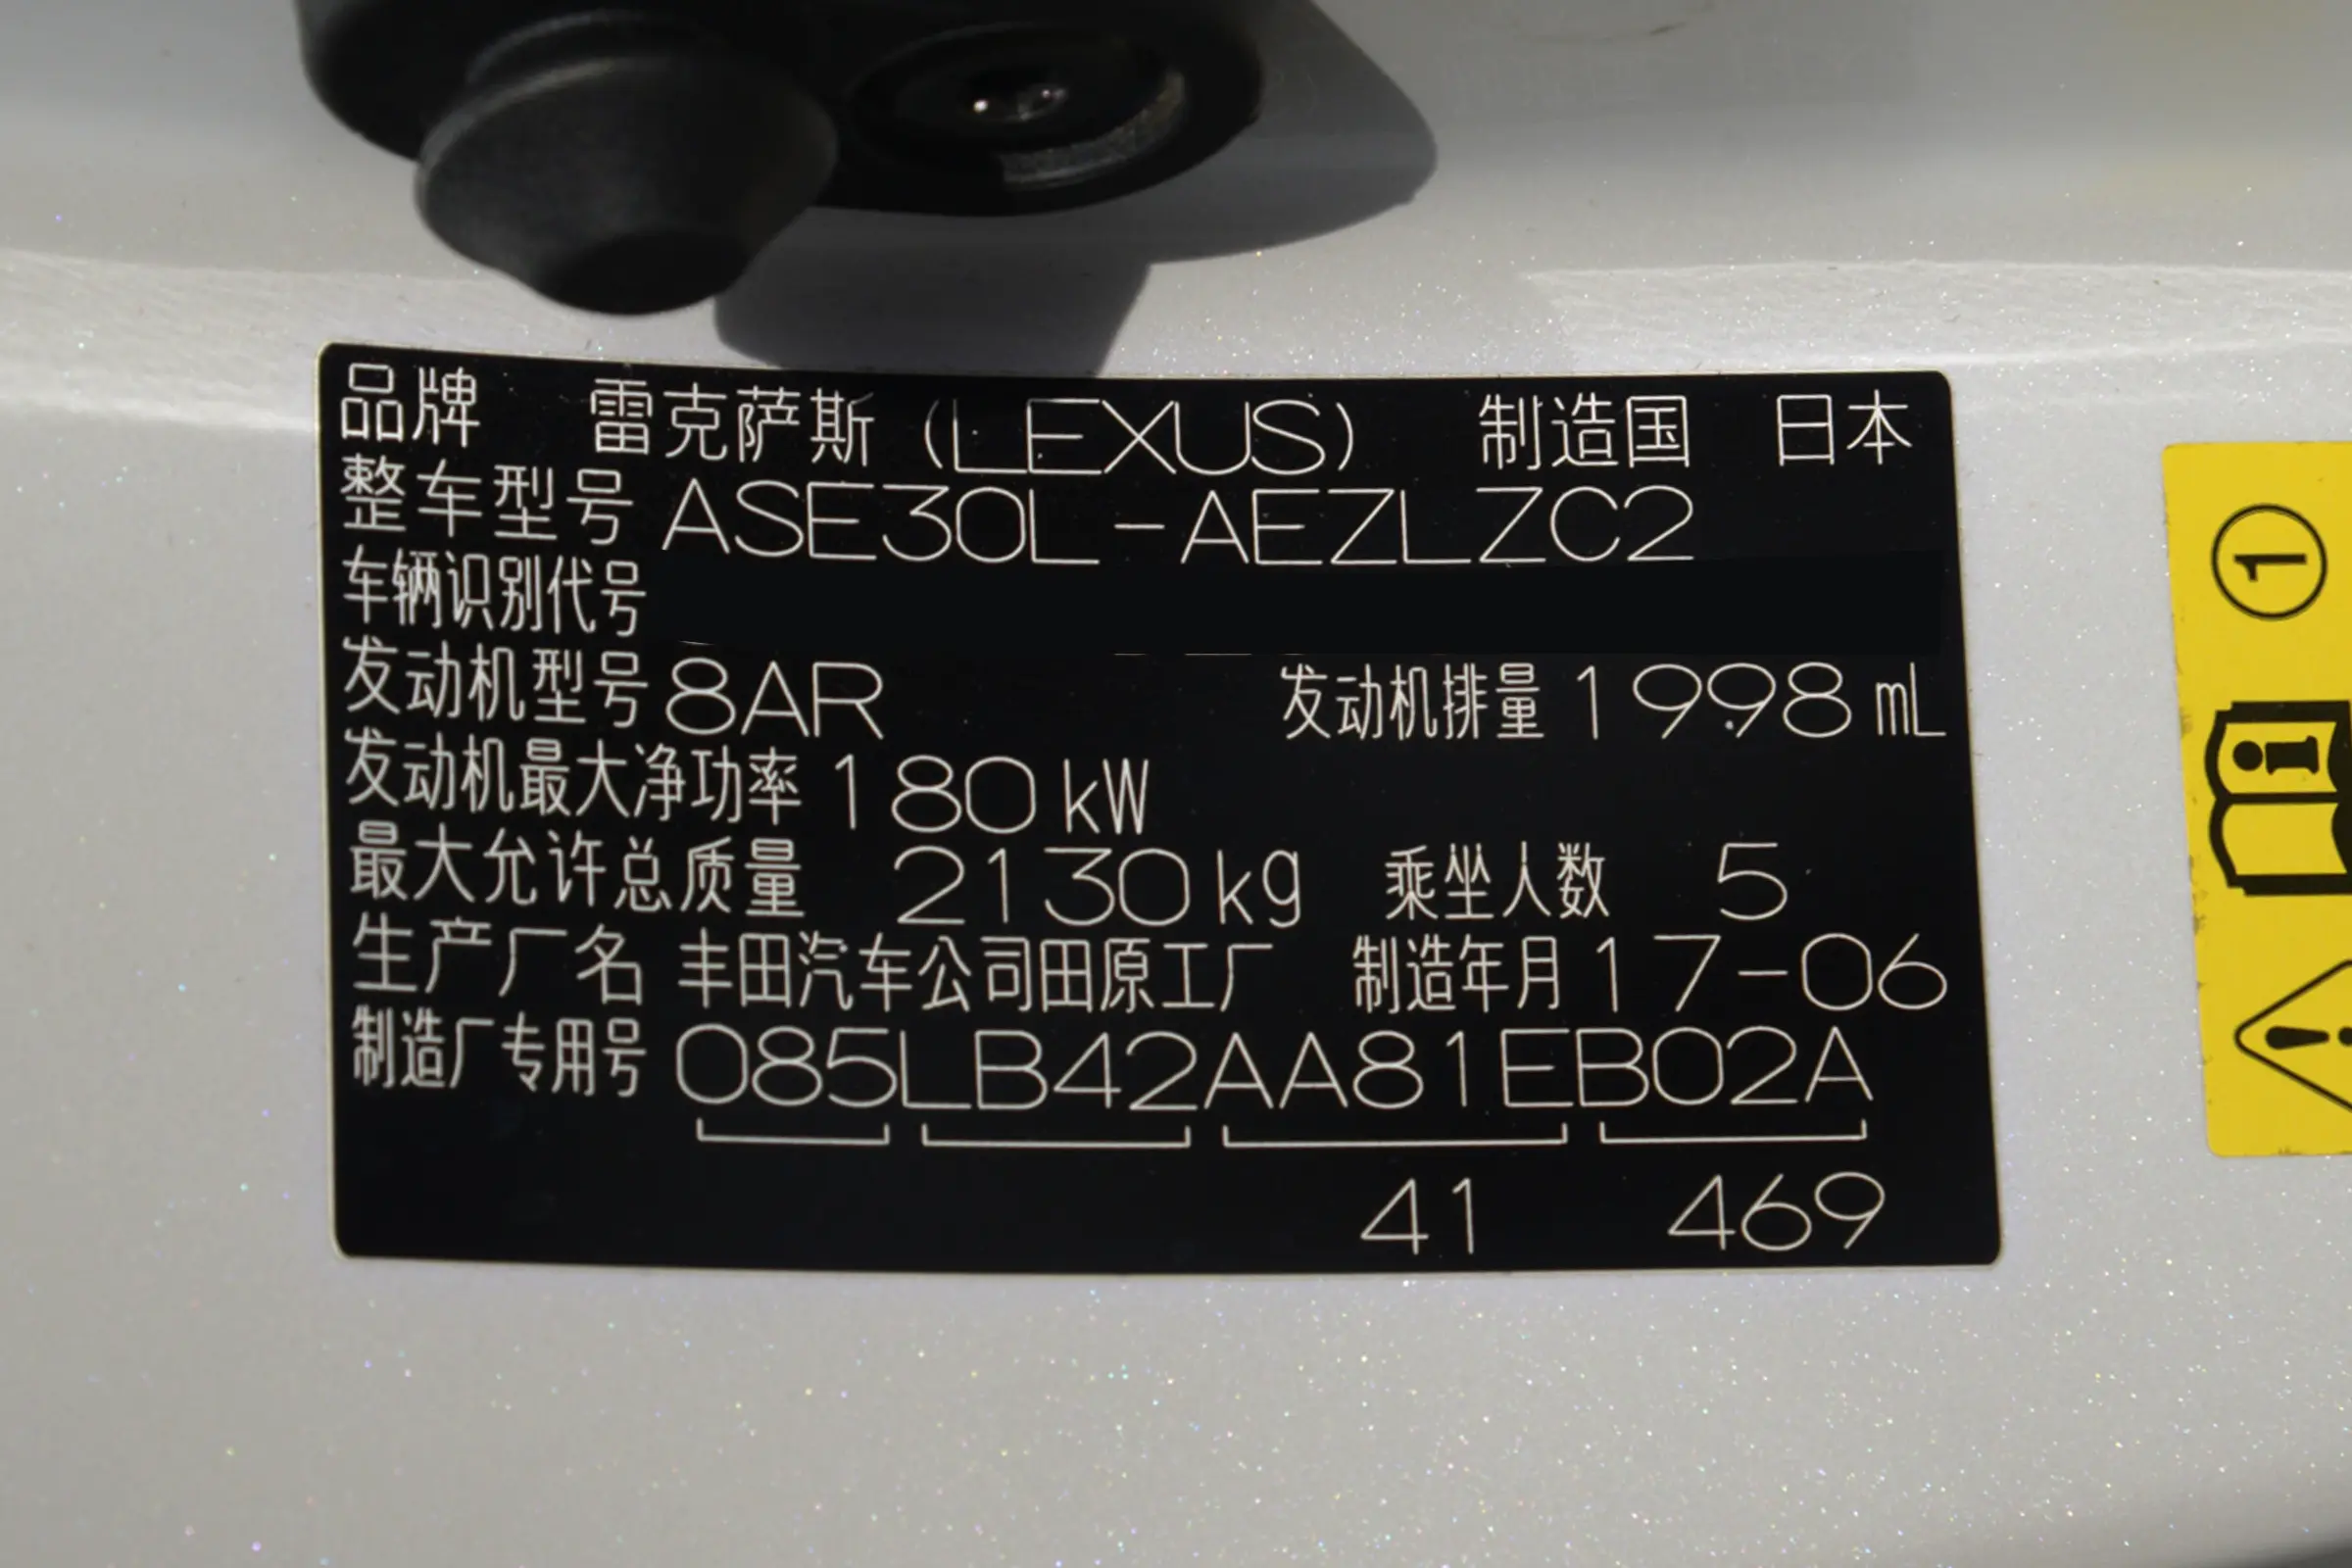 品牌 雷克萨斯 (LEXUS) 制造国 日本
整车型号 ASE30L-AEZLZC2
车辆识别代号
发动机型号 8AR 发动机排量 1998 mL
发动机最大净功率 180 kW
最大允许总质量 2130 kg 乘坐人数 5
生产厂名 丰田汽车公司田原工厂 制造年月 17-06
制造厂专用号 085LB42AA81EB02A
41 469
1
i
!